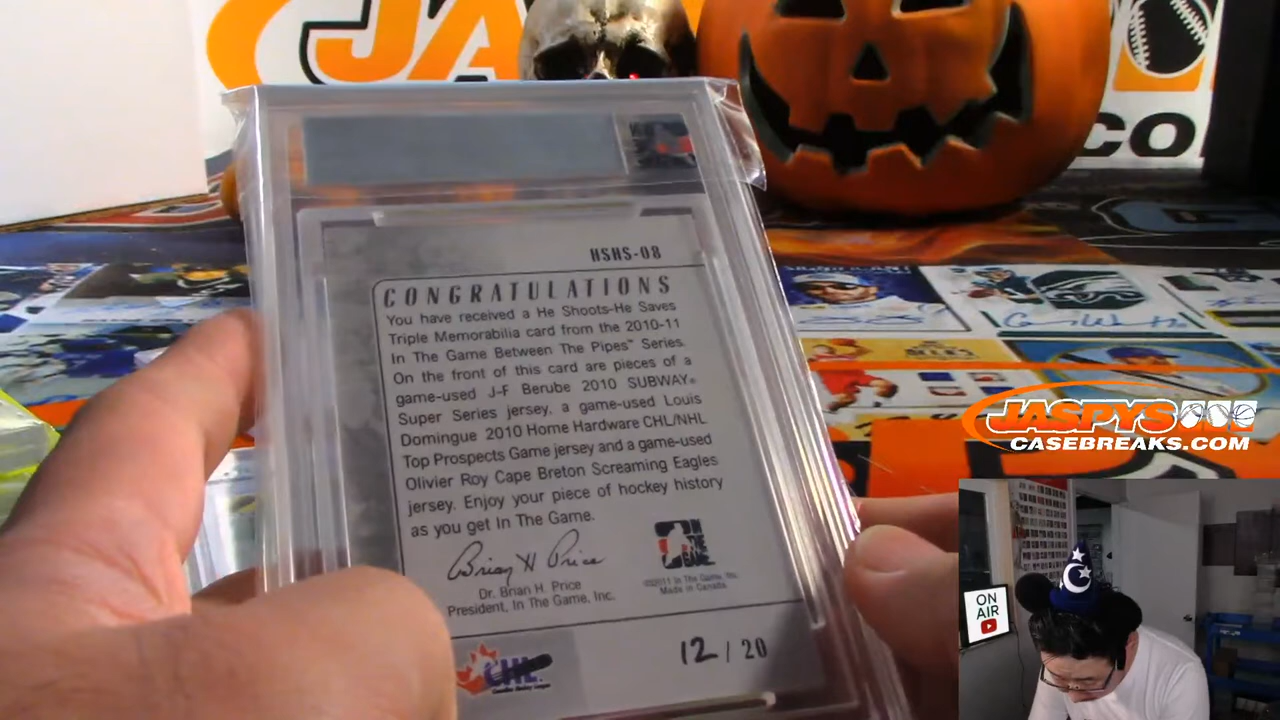 JA
CO
HSHS-08
CONGRATULATIONS
You have received a He Shoots-He Saves
Triple Memorabilia card from the 2010-11
In The Game Between The Pipes™ Series.
On the front of this card are pieces of a
game-used J-F Berube 2010 SUBWAY®
Super Series jersey, a game-used Louis
Domingue 2010 Home Hardware CHL/NHL
Top Prospects Game jersey and a game-used
Olivier Roy Cape Breton Screaming Eagles
jersey. Enjoy your piece of hockey history
as you get In The Game.
Brian H Price
Dr. Brian H. Price
President, In The Game, Inc.
©2011 In The Game, Inc.
Made in Canada
CHL
12/20
JASPYS
CASEBREAKS.COM
ON
AIR